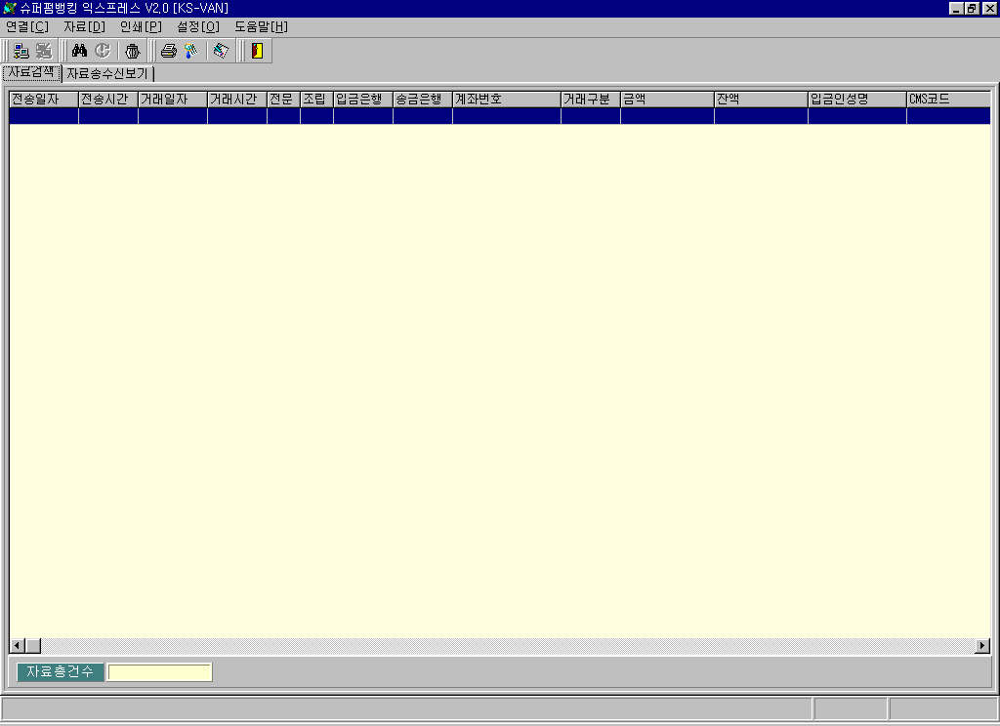 슈퍼펌뱅킹 익스프레스 V2.0 [KS-VAN]
연결[C] 자료[D] 인쇄[P] 설정[O] 도움말[H]
자료검색 자료송수신보기
전송일자 전송시간 거래일자 거래시간 전문 조립 입금은행 송금은행 계좌번호 거래구분 금액 잔액 입금인성명 CMS코드
자료총건수